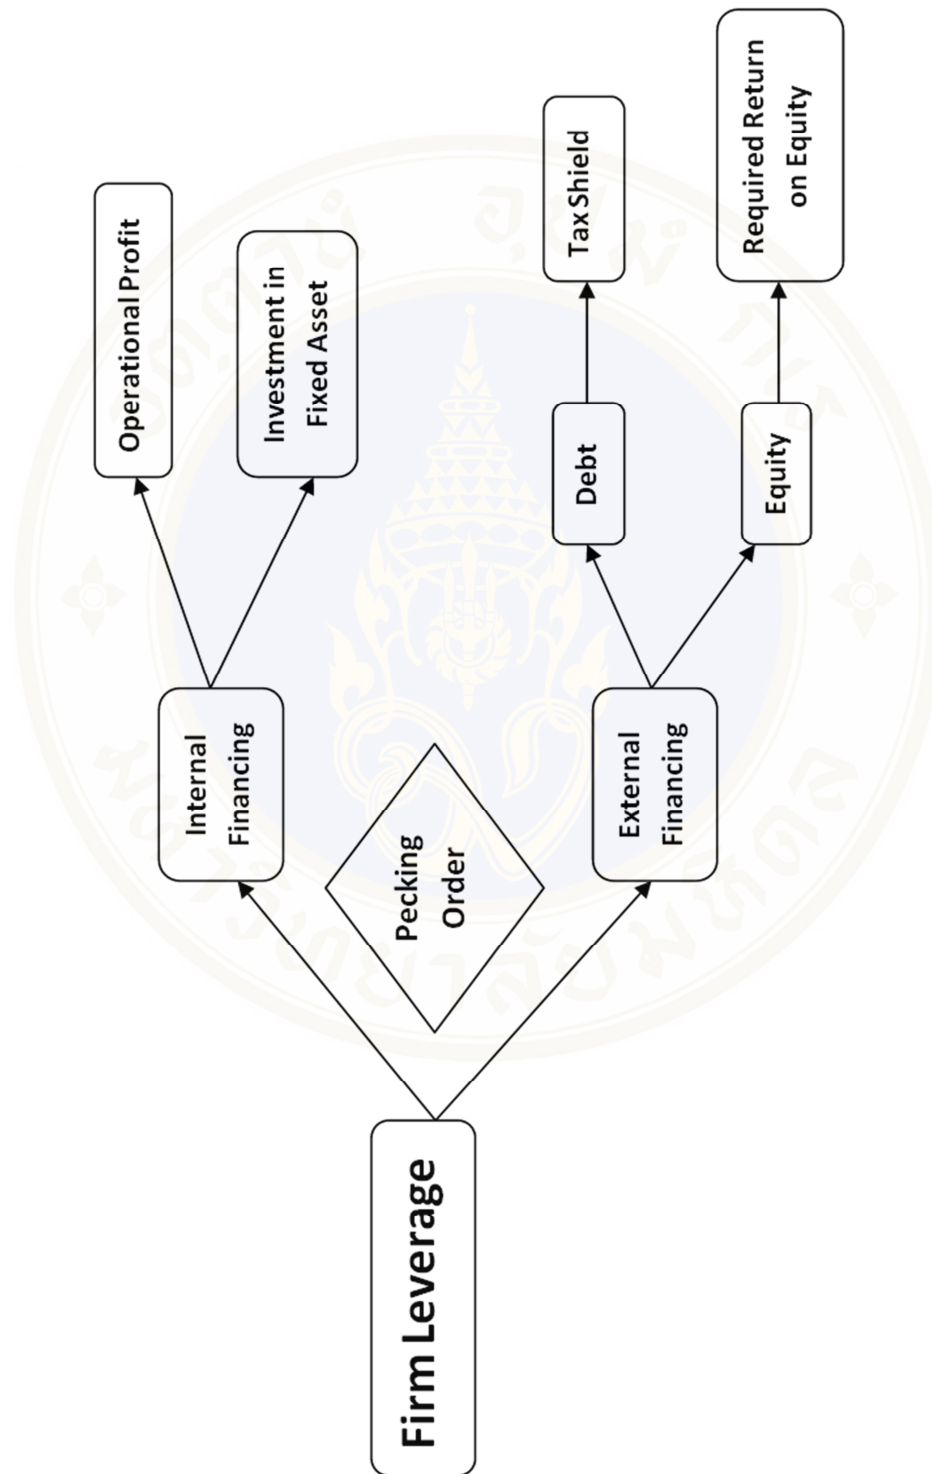 Firm Leverage
Pecking
Order
Internal
Financing
Operational Profit
Investment in
Fixed Asset
External
Financing
Debt
Tax Shield
Equity
Required Return
on Equity